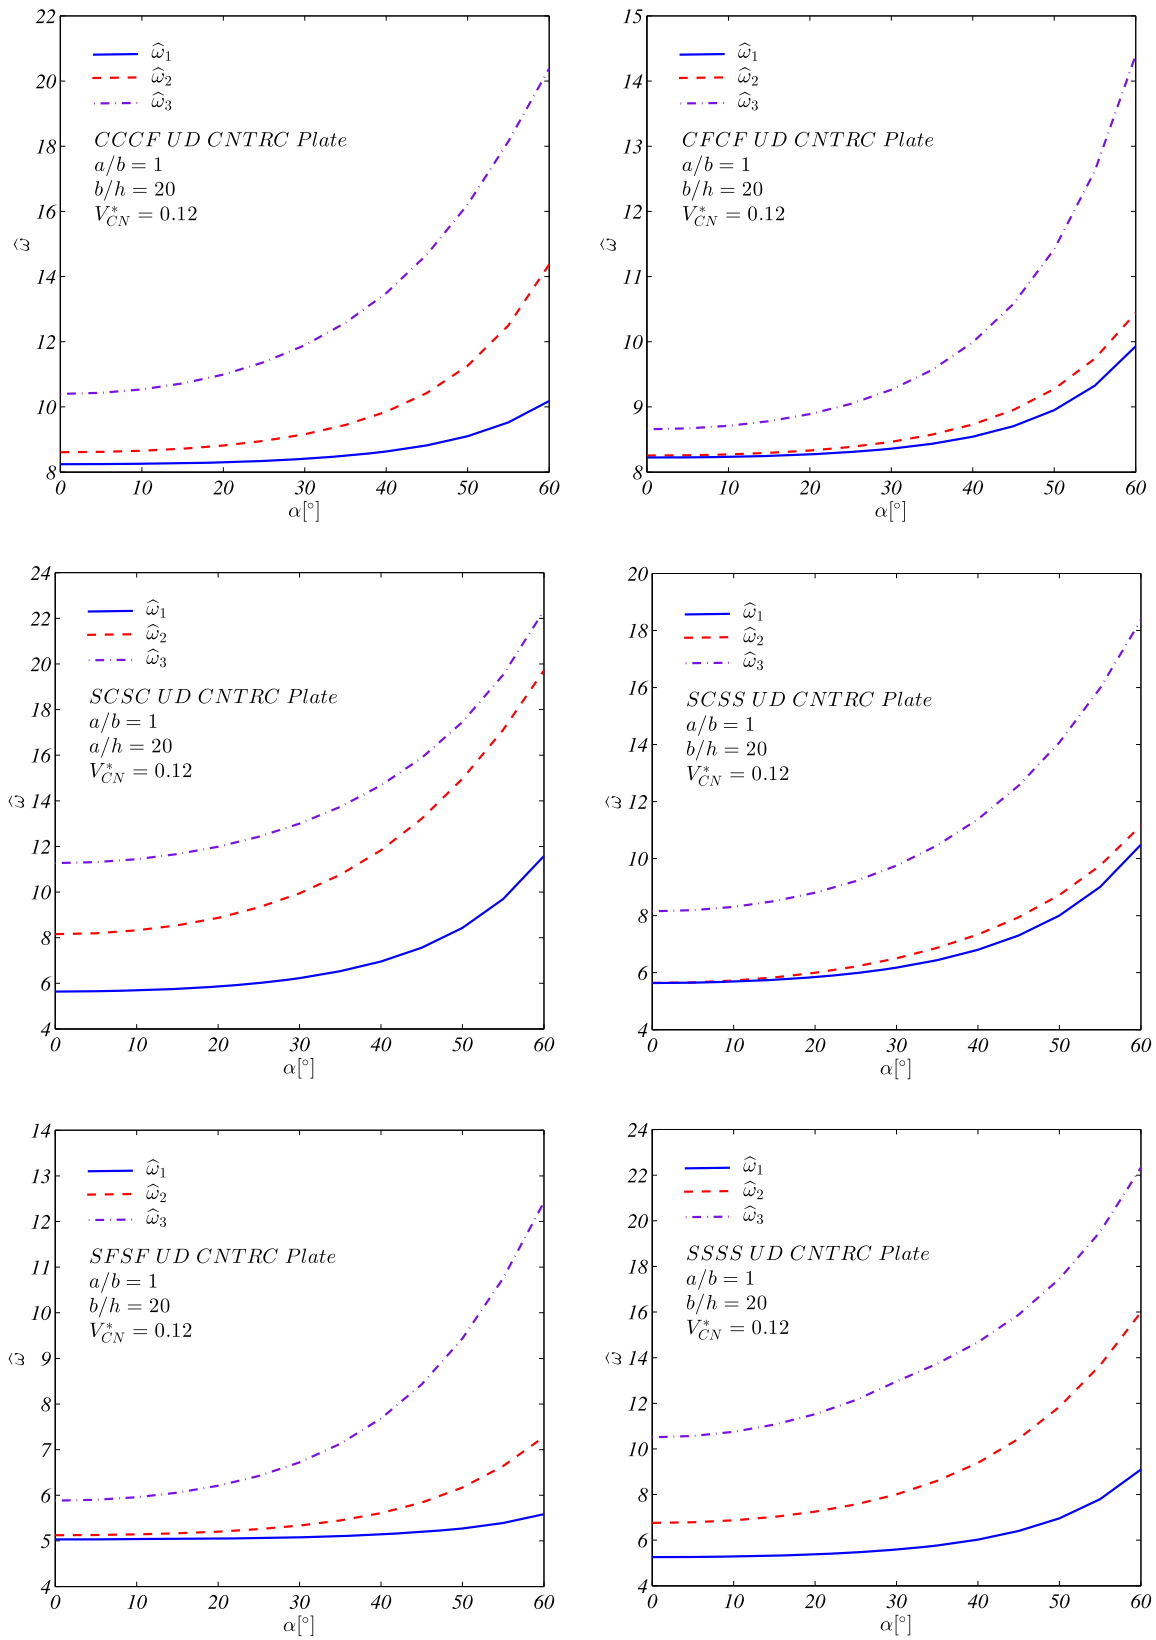 22
20
18
16
14
12
10
8
ω̂
ω̂₁
ω̂₂
ω̂₃
CCCF UD CNTRC Plate
a/b = 1
b/h = 20
V*CN = 0.12
0 10 20 30 40 50 60
α[°]
15
14
13
12
11
10
9
8
ω̂
ω̂₁
ω̂₂
ω̂₃
CFCF UD CNTRC Plate
a/b = 1
b/h = 20
V*CN = 0.12
0 10 20 30 40 50 60
α[°]
24
22
20
18
16
14
12
10
8
6
4
ω̂
ω̂₁
ω̂₂
ω̂₃
SCSC UD CNTRC Plate
a/b = 1
a/h = 20
V*CN = 0.12
0 10 20 30 40 50 60
α[°]
20
18
16
14
12
10
8
6
4
ω̂
ω̂₁
ω̂₂
ω̂₃
SCSS UD CNTRC Plate
a/b = 1
b/h = 20
V*CN = 0.12
0 10 20 30 40 50 60
α[°]
14
13
12
11
10
9
8
7
6
5
4
ω̂
ω̂₁
ω̂₂
ω̂₃
SFSF UD CNTRC Plate
a/b = 1
b/h = 20
V*CN = 0.12
0 10 20 30 40 50 60
α[°]
24
22
20
18
16
14
12
10
8
6
4
ω̂
ω̂₁
ω̂₂
ω̂₃
SSSS UD CNTRC Plate
a/b = 1
b/h = 20
V*CN = 0.12
0 10 20 30 40 50 60
α[°]